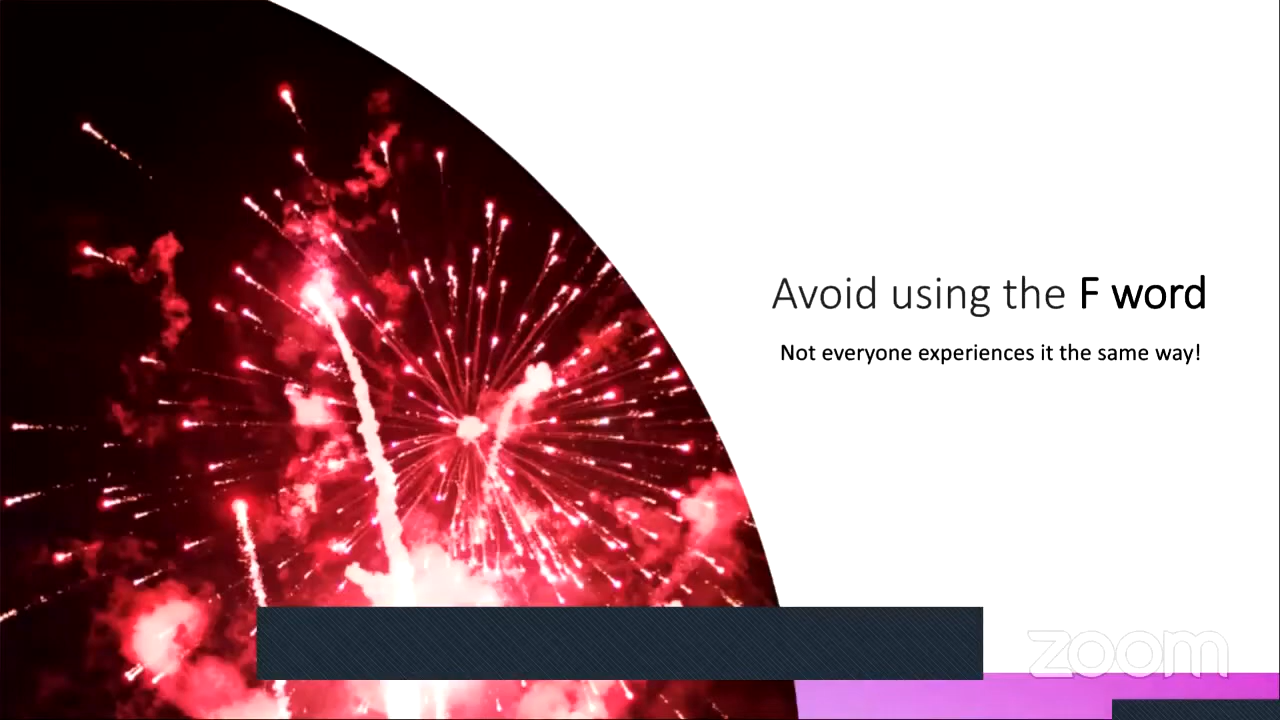 Avoid using the F word
Not everyone experiences it the same way!
zoom